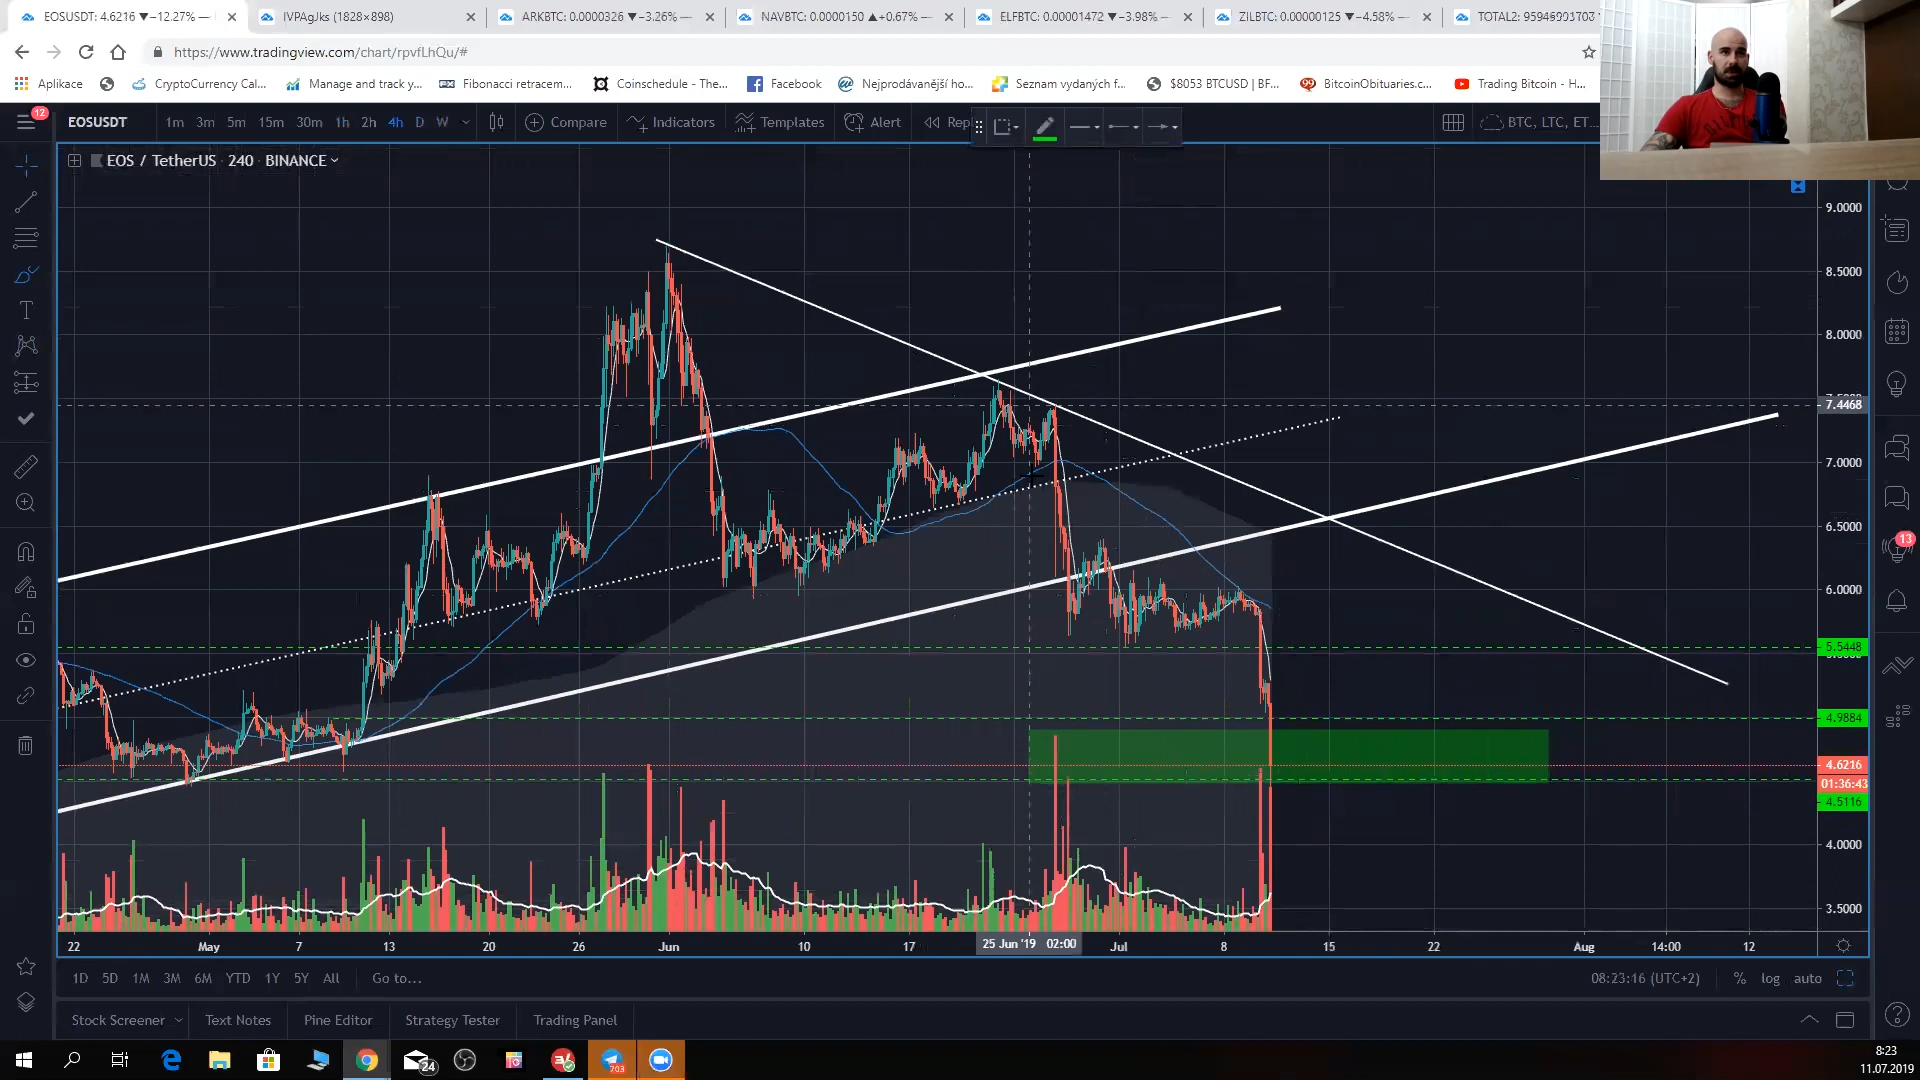 EOSUSDT: 4.6216 ▼−12.27% —
IVPAgJks (1828×898)
ARKBTC: 0.0000326 ▼−3.26% —
NAVBTC: 0.0000150 ▲+0.67% —
ELFBTC: 0.00001472 ▼−3.98% —
ZILBTC: 0.00000125 ▼−4.58% —
TOTAL2: 95946903703
https://www.tradingview.com/chart/rpvfLhQu/#
Aplikace
CryptoCurrency Cal...
Manage and track y...
Fibonacci retracem...
Coinschedule - The...
Facebook
Nejprodávanější ho...
Seznam vydaných f...
$8053 BTCUSD | BF...
BitcoinObituaries.c...
Trading Bitcoin - H...
12
EOSUSDT
1m 3m 5m 15m 30m 1h 2h 4h D W
Compare
Indicators
Templates
Alert
Rep
BTC, LTC, ET...
EOS / TetherUS · 240 · BINANCE
9.0000
8.5000
8.0000
7.4468
7.0000
6.5000
6.0000
5.5448
4.9884
4.6216
01:36:43
4.5116
4.0000
3.5000
13
22 May 7 13 20 26 Jun 10 17 25 Jun '19 02:00 Jul 8 15 22 Aug 14:00 12
1D 5D 1M 3M 6M YTD 1Y 5Y All Go to...
08:23:16 (UTC+2) % log auto
Stock Screener
Text Notes
Pine Editor
Strategy Tester
Trading Panel
24
703
8:23
11.07.2019